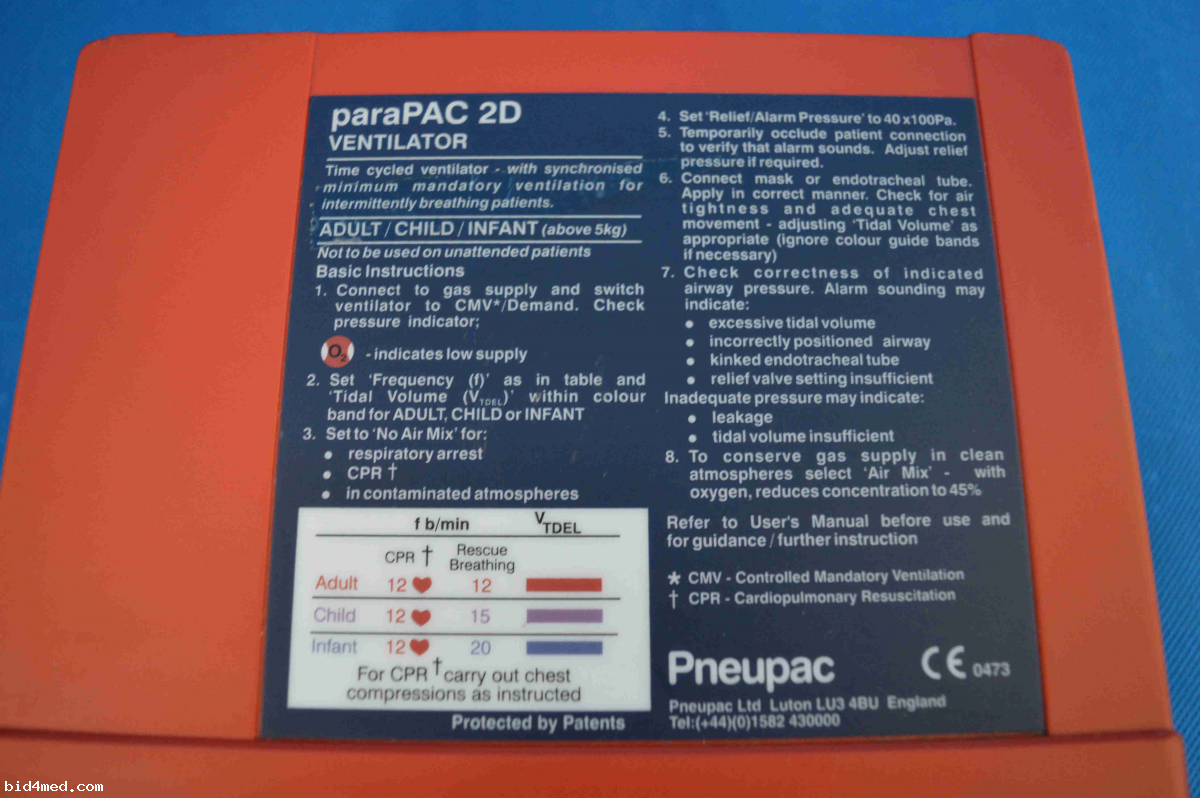 paraPAC 2D
VENTILATOR
Time cycled ventilator - with synchronised
minimum mandatory ventilation for
intermittently breathing patients.
ADULT / CHILD / INFANT (above 5kg)
Not to be used on unattended patients
Basic Instructions
1. Connect to gas supply and switch
ventilator to CMV*/Demand. Check
pressure indicator;
O2 - indicates low supply
2. Set 'Frequency (f)' as in table and
'Tidal Volume (VTDEL)' within colour
band for ADULT, CHILD or INFANT
3. Set to 'No Air Mix' for:
• respiratory arrest
• CPR †
• in contaminated atmospheres
f b/min VTDEL
CPR † Rescue
Breathing
Adult 12 ♥ 12
Child 12 ♥ 15
Infant 12 ♥ 20
For CPR † carry out chest
compressions as instructed
Protected by Patents
4. Set 'Relief/Alarm Pressure' to 40 x100Pa.
5. Temporarily occlude patient connection
to verify that alarm sounds. Adjust relief
pressure if required.
6. Connect mask or endotracheal tube.
Apply in correct manner. Check for air
tightness and adequate chest
movement - adjusting 'Tidal Volume' as
appropriate (ignore colour guide bands
if necessary)
7. Check correctness of indicated
airway pressure. Alarm sounding may
indicate:
• excessive tidal volume
• incorrectly positioned airway
• kinked endotracheal tube
• relief valve setting insufficient
Inadequate pressure may indicate:
• leakage
• tidal volume insufficient
8. To conserve gas supply in clean
atmospheres select 'Air Mix' - with
oxygen, reduces concentration to 45%
Refer to User's Manual before use and
for guidance / further instruction
* CMV - Controlled Mandatory Ventilation
† CPR - Cardiopulmonary Resuscitation
Pneupac CE 0473
Pneupac Ltd Luton LU3 4BU England
Tel:(+44)(0)1582 430000
bid4med.com